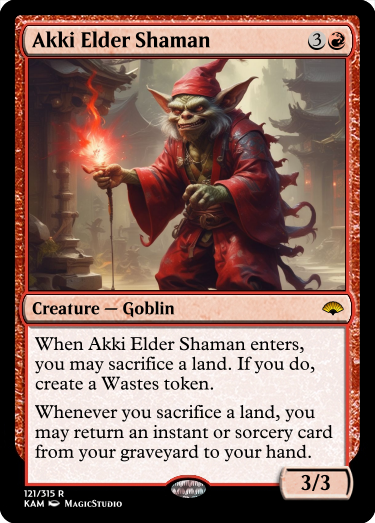 Akki Elder Shaman 3
Creature — Goblin
When Akki Elder Shaman enters,
you may sacrifice a land. If you do,
create a Wastes token.
Whenever you sacrifice a land, you
may return an instant or sorcery card
from your graveyard to your hand.
3/3
121/315 R
KAM MAGICSTUDIO